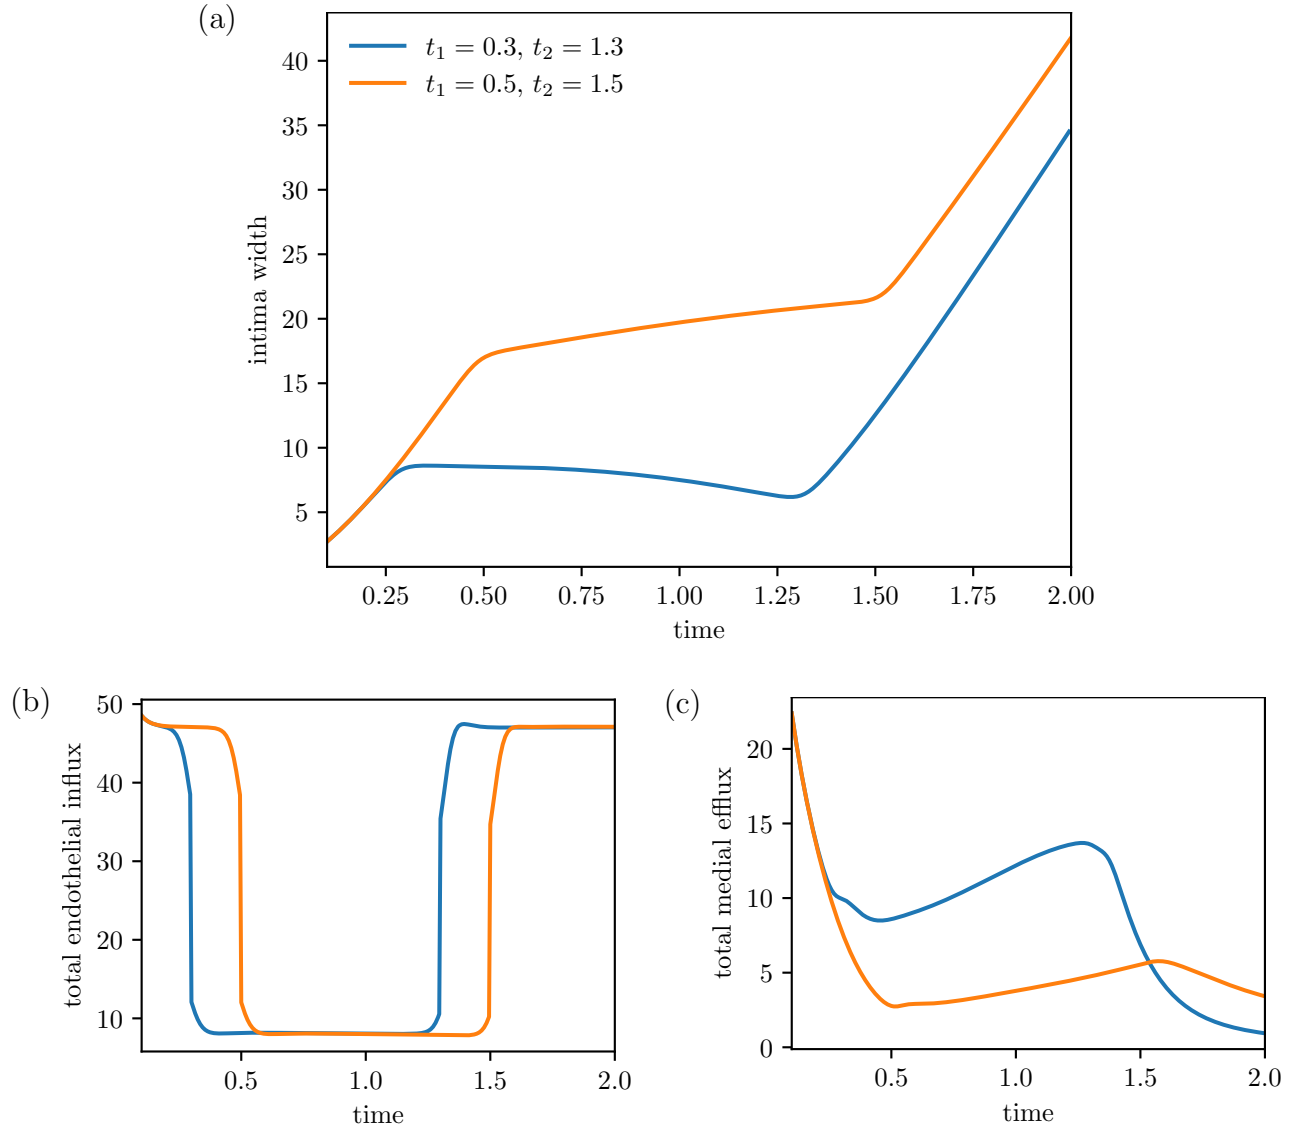 (a)
t₁ = 0.3, t₂ = 1.3
t₁ = 0.5, t₂ = 1.5
intima width
40
35
30
25
20
15
10
5
0.25 0.50 0.75 1.00 1.25 1.50 1.75 2.00
time
(b)
total endothelial influx
50
40
30
20
10
0.5 1.0 1.5 2.0
time
(c)
total medial efflux
20
15
10
5
0
0.5 1.0 1.5 2.0
time